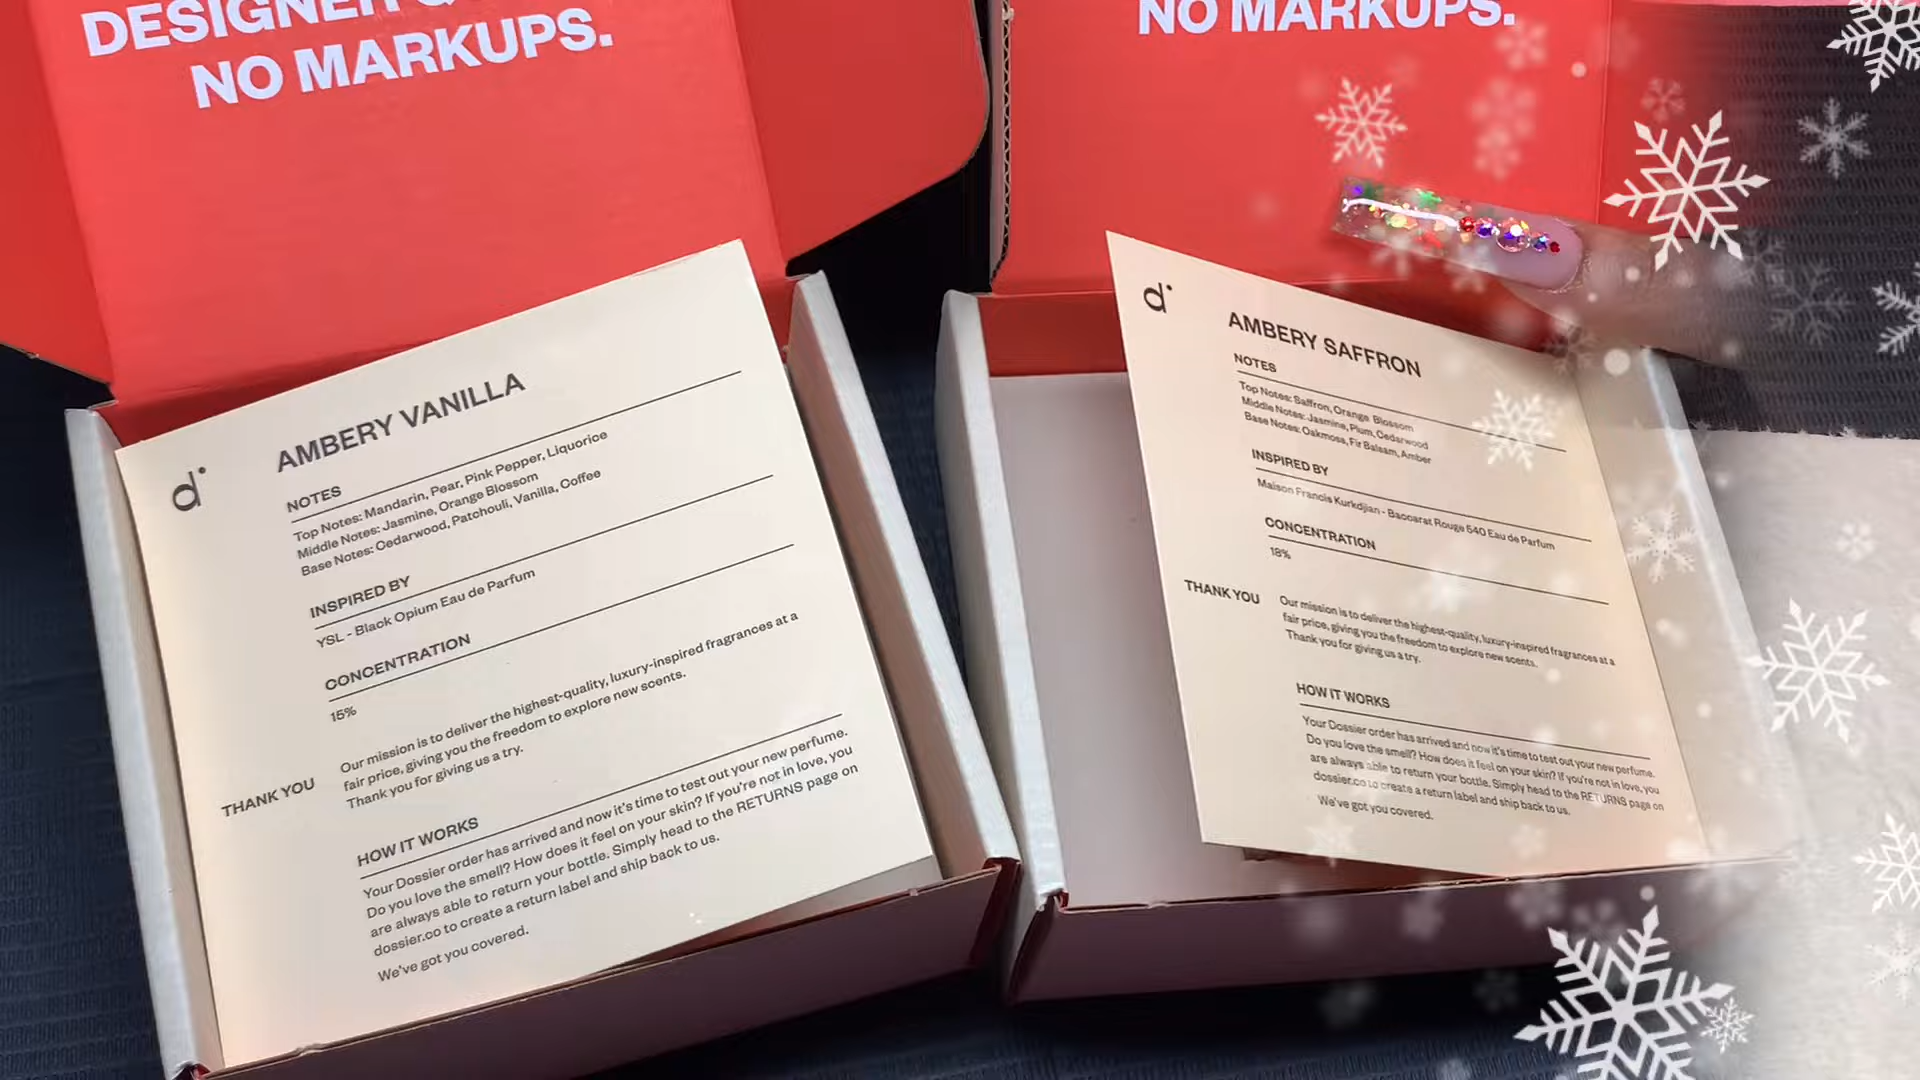 DESIGNER
NO MARKUPS.
d
AMBERY VANILLA
NOTES
Top Notes: Mandarin, Pear, Pink Pepper, Liquorice
Middle Notes: Jasmine, Orange Blossom
Base Notes: Cedarwood, Patchouli, Vanilla, Coffee
INSPIRED BY
YSL - Black Opium Eau de Parfum
CONCENTRATION
15%
THANK YOU
Our mission is to deliver the highest-quality, luxury-inspired fragrances at a
fair price, giving you the freedom to explore new scents.
Thank you for giving us a try.
HOW IT WORKS
Your Dossier order has arrived and now it's time to test out your new perfume.
Do you love the smell? How does it feel on your skin? If you're not in love, you
are always able to return your bottle. Simply head to the RETURNS page on
dossier.co to create a return label and ship back to us.
We've got you covered.
NO MARKUPS.
d
AMBERY SAFFRON
NOTES
Top Notes: Saffron, Orange Blossom
Middle Notes: Jasmine, Plum, Cedarwood
Base Notes: Oakmoss, Fir Balsam, Amber
INSPIRED BY
Maison Francis Kurkdjian - Baccarat Rouge 540 Eau de Parfum
CONCENTRATION
18%
THANK YOU
Our mission is to deliver the highest-quality, luxury-inspired fragrances at a
fair price, giving you the freedom to explore new scents.
Thank you for giving us a try.
HOW IT WORKS
Your Dossier order has arrived and now it's time to test out your new perfume.
Do you love the smell? How does it feel on your skin? If you're not in love, you
are always able to return your bottle. Simply head to the RETURNS page on
dossier.co to create a return label and ship back to us.
We've got you covered.